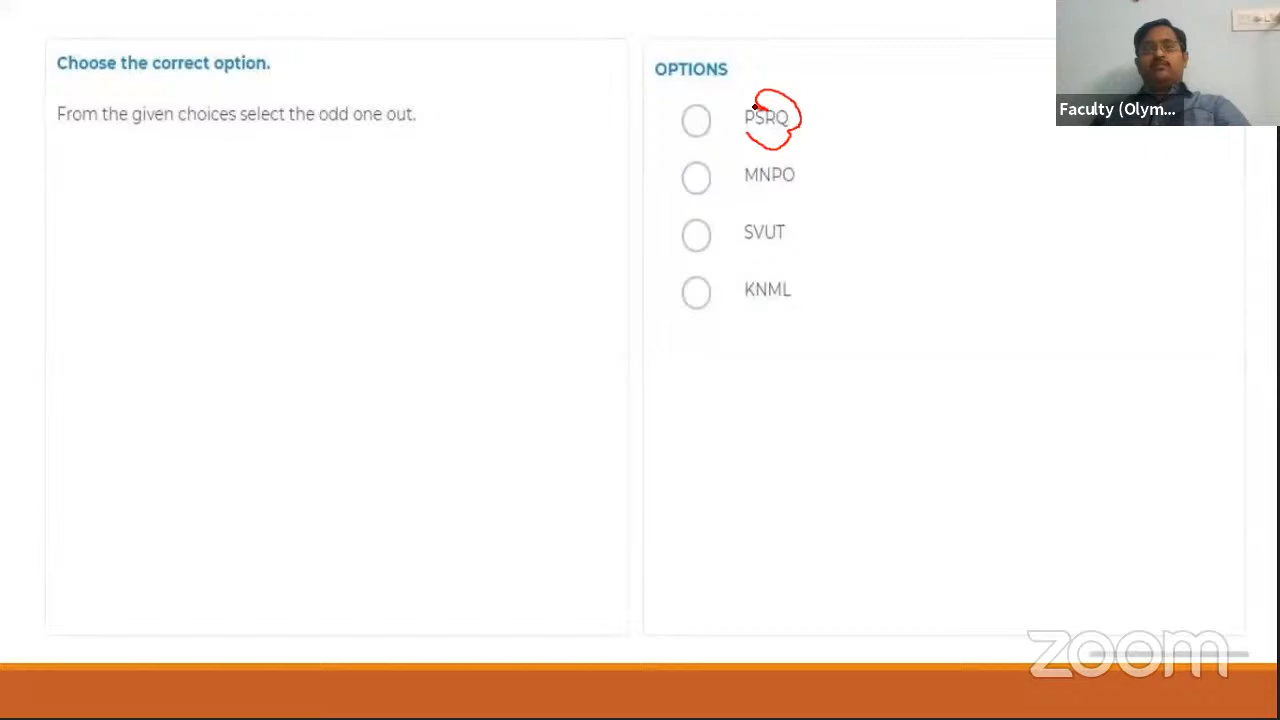 Choose the correct option.
From the given choices select the odd one out.
OPTIONS
PSRQ
MNPO
SVUT
KNML
Faculty (Olym...
zoom